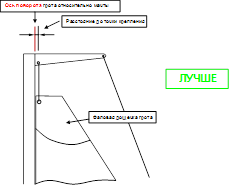 Ось поворота грота относительно мачты
Расстояние до точки крепления
ЛУЧШЕ
Фаловая дощечка грота